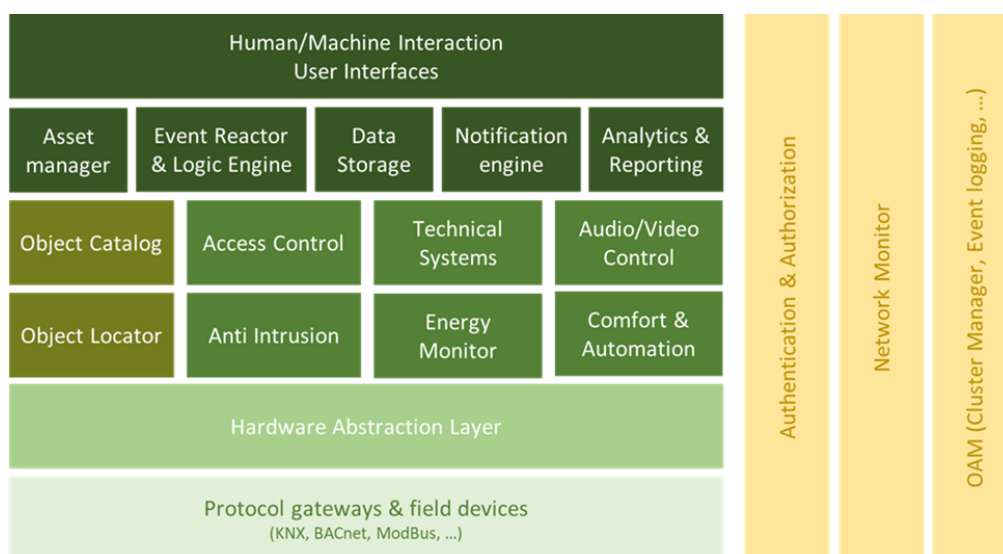 Human/Machine Interaction
User Interfaces
Asset
manager
Event Reactor
& Logic Engine
Data
Storage
Notification
engine
Analytics &
Reporting
Object Catalog
Access Control
Technical
Systems
Audio/Video
Control
Object Locator
Anti Intrusion
Energy
Monitor
Comfort &
Automation
Hardware Abstraction Layer
Protocol gateways & field devices
(KNX, BACnet, ModBus, ...)
Authentication & Authorization
Network Monitor
OAM (Cluster Manager, Event logging, ...)